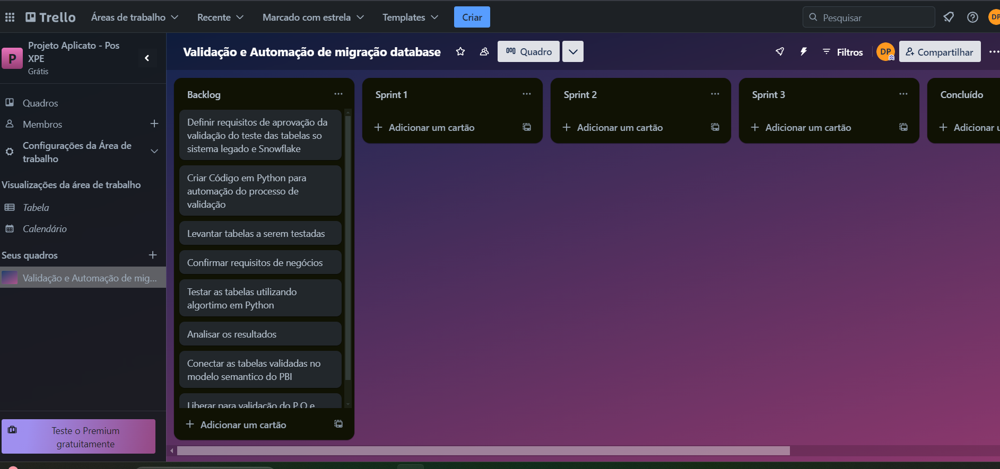 Trello
Áreas de trabalho
Recente
Marcado com estrela
Templates
Criar
Pesquisar
DP
P
Projeto Aplicato - Pos
XPE
Grátis
Quadros
Membros
Configurações da Área de
trabalho
Visualizações da área de trabalho
Tabela
Calendário
Seus quadros
Validação e Automação de mig...
Teste o Premium
gratuitamente
Validação e Automação de migração database
Quadro
Filtros
DP
Compartilhar
Backlog
Definir requisitos de aprovação da
validação do teste das tabelas so
sistema legado e Snowflake
Criar Código em Python para
automação do processo de
validação
Levantar tabelas a serem testadas
Confirmar requisitos de negócios
Testar as tabelas utilizando
algortimo em Python
Analisar os resultados
Conectar as tabelas validadas no
modelo semantico do PBI
Liberar para validação do P.O e
Adicionar um cartão
Sprint 1
Adicionar um cartão
Sprint 2
Adicionar um cartão
Sprint 3
Adicionar um cartão
Concluído
Adicionar u